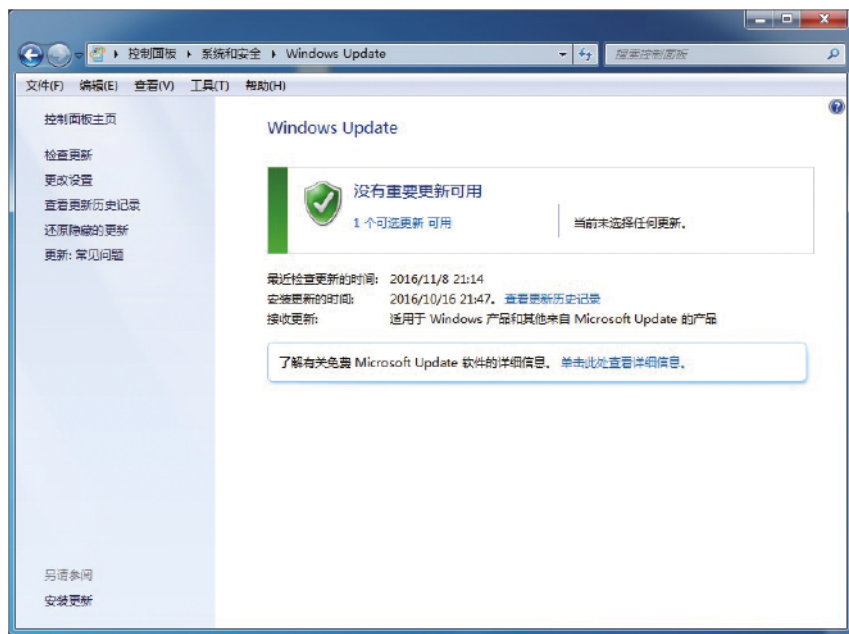 控制面板 系统和安全 Windows Update 搜索控制面板
文件(F) 编辑(E) 查看(V) 工具(T) 帮助(H)
控制面板主页
检查更新
更改设置
查看更新历史记录
还原隐藏的更新
更新: 常见问题
Windows Update
没有重要更新可用
1 个可选更新 可用
当前未选择任何更新。
最近检查更新的时间: 2016/11/8 21:14
安装更新的时间: 2016/10/16 21:47。 查看更新历史记录
接收更新: 适用于 Windows 产品和其他来自 Microsoft Update 的产品
了解有关免费 Microsoft Update 软件的详细信息。 单击此处查看详细信息。
另请参阅
安装更新